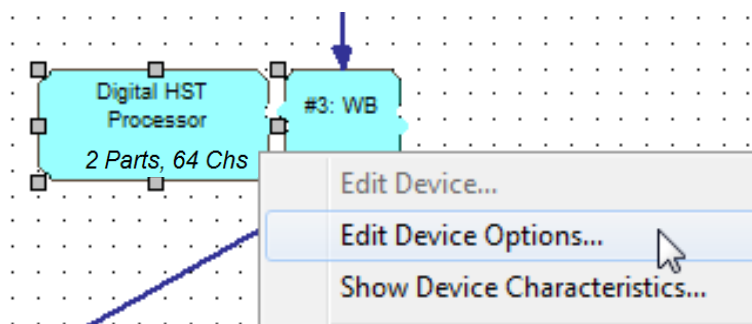 Digital HST
Processor
2 Parts, 64 Chs
#3: WB
Edit Device...
Edit Device Options...
Show Device Characteristics...